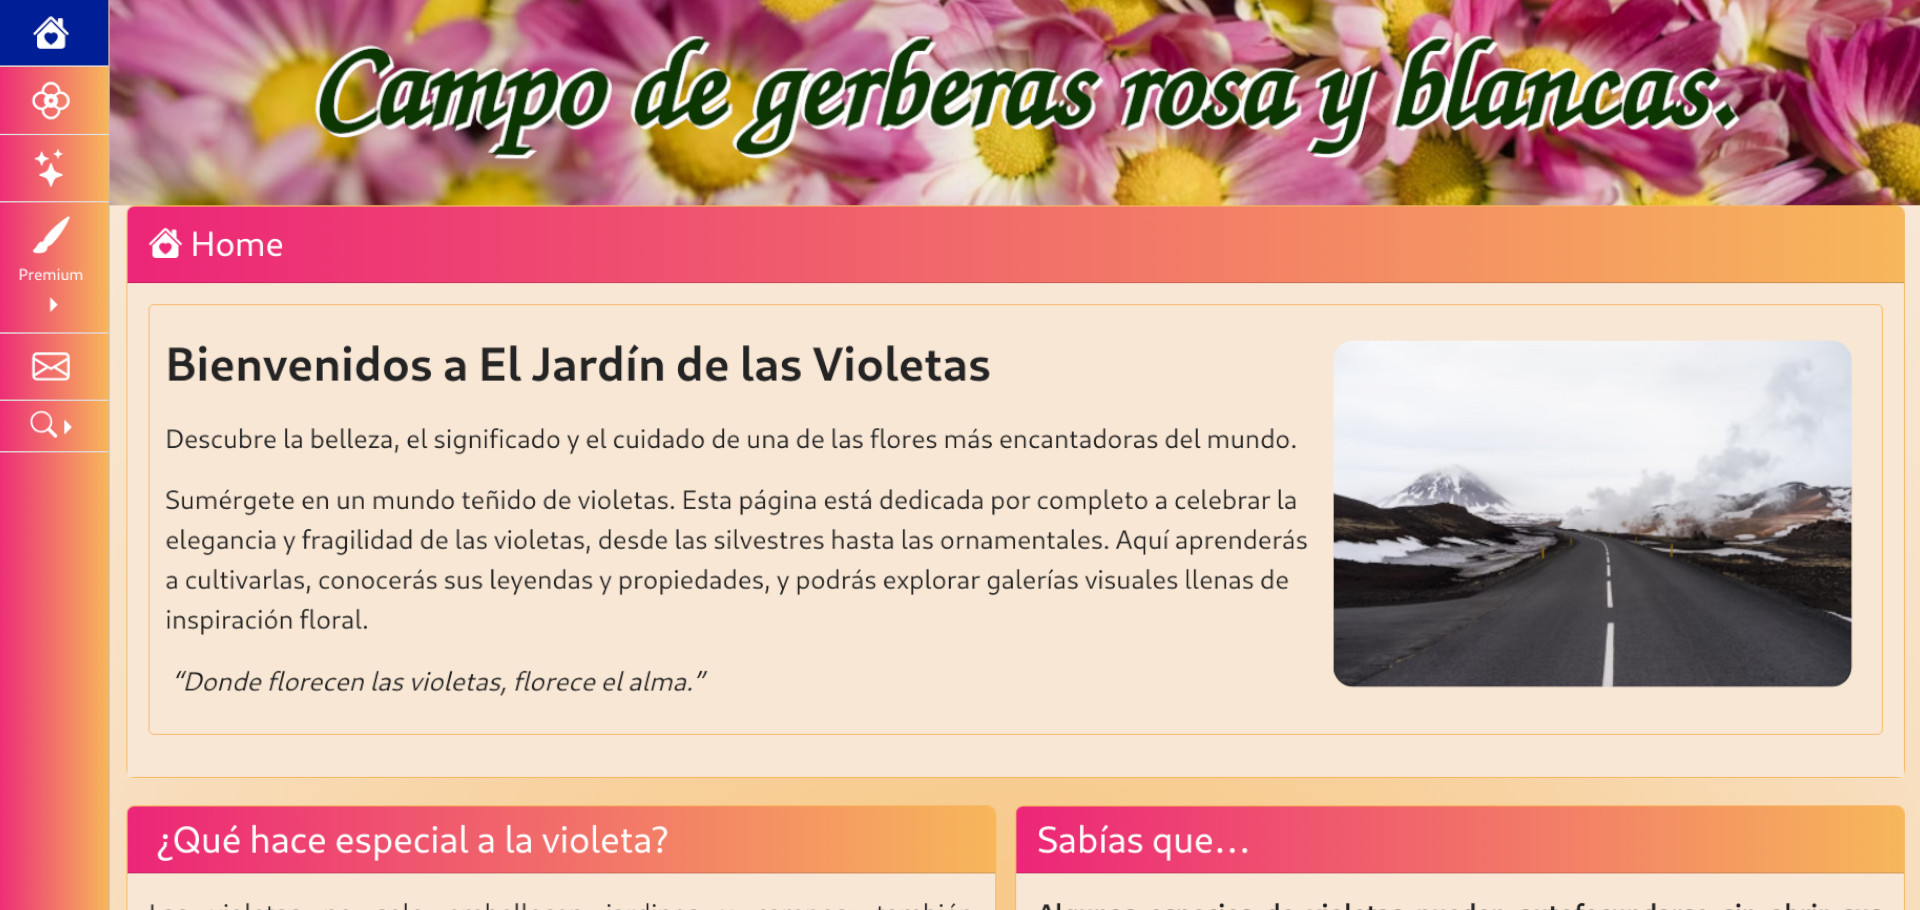 Campo de gerberas rosa y blancas.
Premium
Home
Bienvenidos a El Jardín de las Violetas
Descubre la belleza, el significado y el cuidado de una de las flores más encantadoras del mundo.
Sumérgete en un mundo teñido de violetas. Esta página está dedicada por completo a celebrar la
elegancia y fragilidad de las violetas, desde las silvestres hasta las ornamentales. Aquí aprenderás
a cultivarlas, conocerás sus leyendas y propiedades, y podrás explorar galerías visuales llenas de
inspiración floral.
“Donde florecen las violetas, florece el alma.”
¿Qué hace especial a la violeta?
Sabías que...